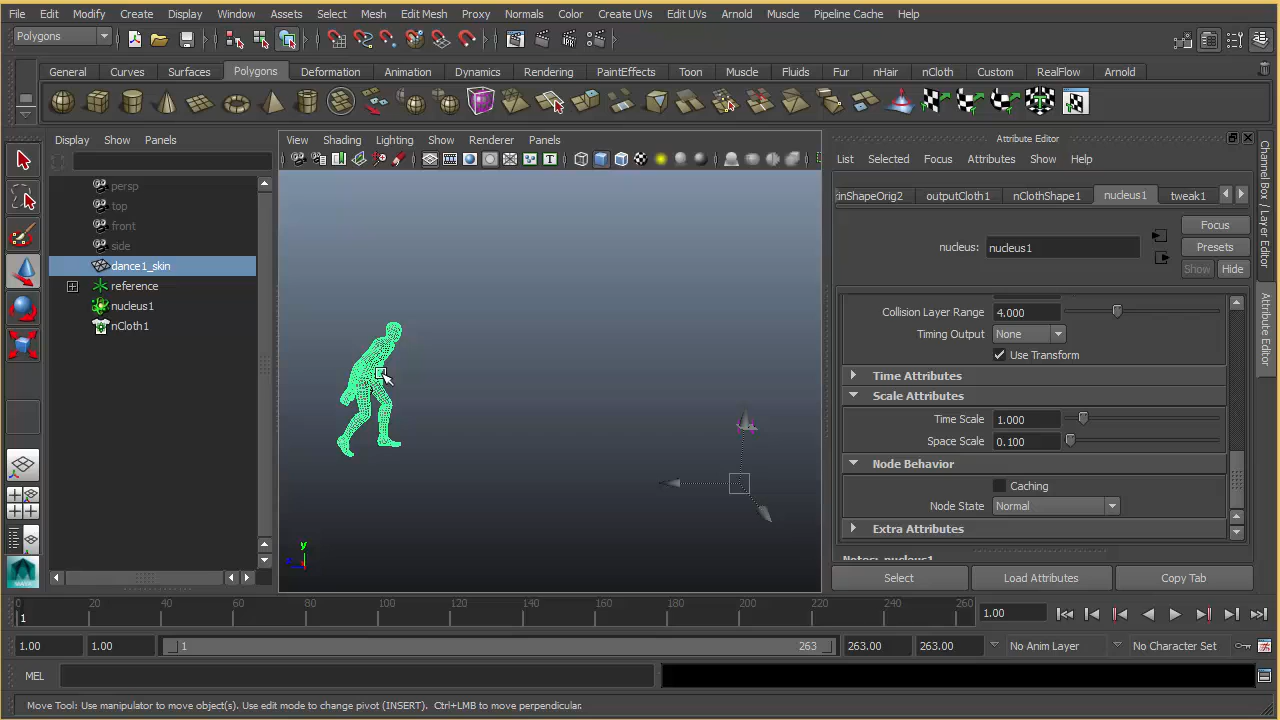 File Edit Modify Create Display Window Assets Select Mesh Edit Mesh Proxy Normals Color Create UVs Edit UVs Arnold Muscle Pipeline Cache Help
Polygons
General Curves Surfaces Polygons Deformation Animation Dynamics Rendering PaintEffects Toon Muscle Fluids Fur nHair nCloth Custom RealFlow Arnold
Display Show Panels
View Shading Lighting Show Renderer Panels
Attribute Editor
List Selected Focus Attributes Show Help
persp
top
front
side
dance1_skin
reference
nucleus1
nCloth1
inShapeOrig2 outputCloth1 nClothShape1 nucleus1 tweak1
Focus
nucleus: nucleus1
Presets
Show Hide
Collision Layer Range 4.000
Timing Output None
Use Transform
Time Attributes
Scale Attributes
Time Scale 1.000
Space Scale 0.100
Node Behavior
Caching
Node State Normal
Extra Attributes
Notes: nucleus1
Select Load Attributes Copy Tab
Channel Box / Layer Editor
Attribute Editor
y
0 20 40 60 80 100 120 140 160 180 200 220 240 260
1
1.00
1.00 1.00 1 263 263.00 263.00 No Anim Layer No Character Set
MEL
Move Tool: Use manipulator to move object(s). Use edit mode to change pivot (INSERT). Ctrl+LMB to move perpendicular.